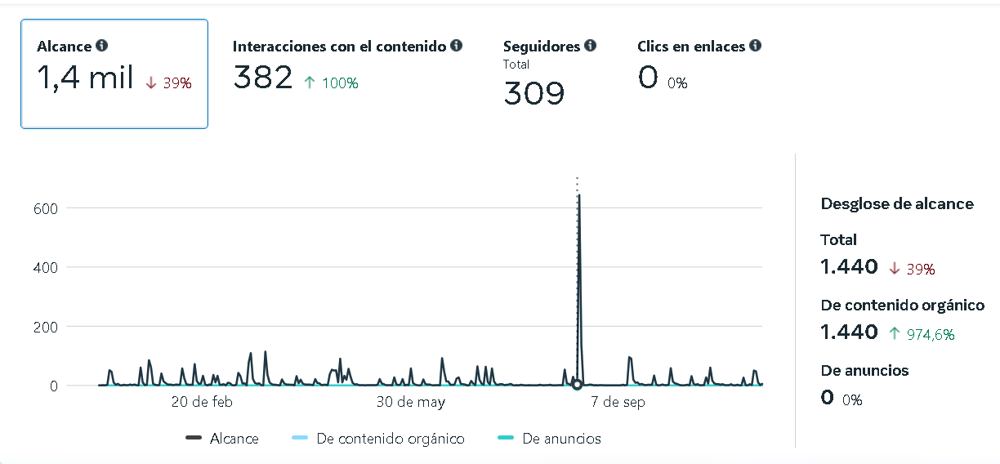 Alcance
1,4 mil ↓ 39%
Interacciones con el contenido
382 ↑ 100%
Seguidores
Total
309
Clics en enlaces
0 0%
600
400
200
0
20 de feb 30 de may 7 de sep
Alcance De contenido orgánico De anuncios
Desglose de alcance
Total
1.440 ↓ 39%
De contenido orgánico
1.440 ↑ 974,6%
De anuncios
0 0%